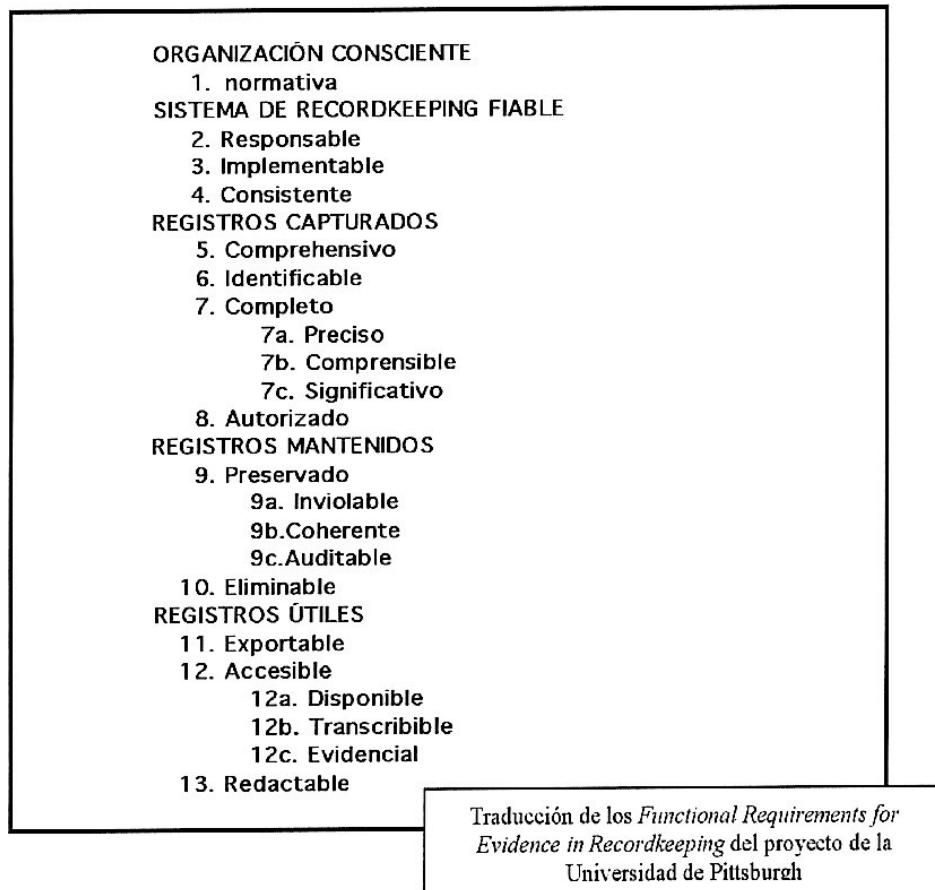 ORGANIZACIÓN CONSCIENTE
1. normativa
SISTEMA DE RECORDKEEPING FIABLE
2. Responsable
3. Implementable
4. Consistente
REGISTROS CAPTURADOS
5. Comprehensivo
6. Identificable
7. Completo
7a. Preciso
7b. Comprensible
7c. Significativo
8. Autorizado
REGISTROS MANTENIDOS
9. Preservado
9a. Inviolable
9b.Coherente
9c.Auditable
10. Eliminable
REGISTROS ÚTILES
11. Exportable
12. Accesible
12a. Disponible
12b. Transcribible
12c. Evidencial
13. Redactable
Traducción de los Functional Requirements for
Evidence in Recordkeeping del proyecto de la
Universidad de Pittsburgh